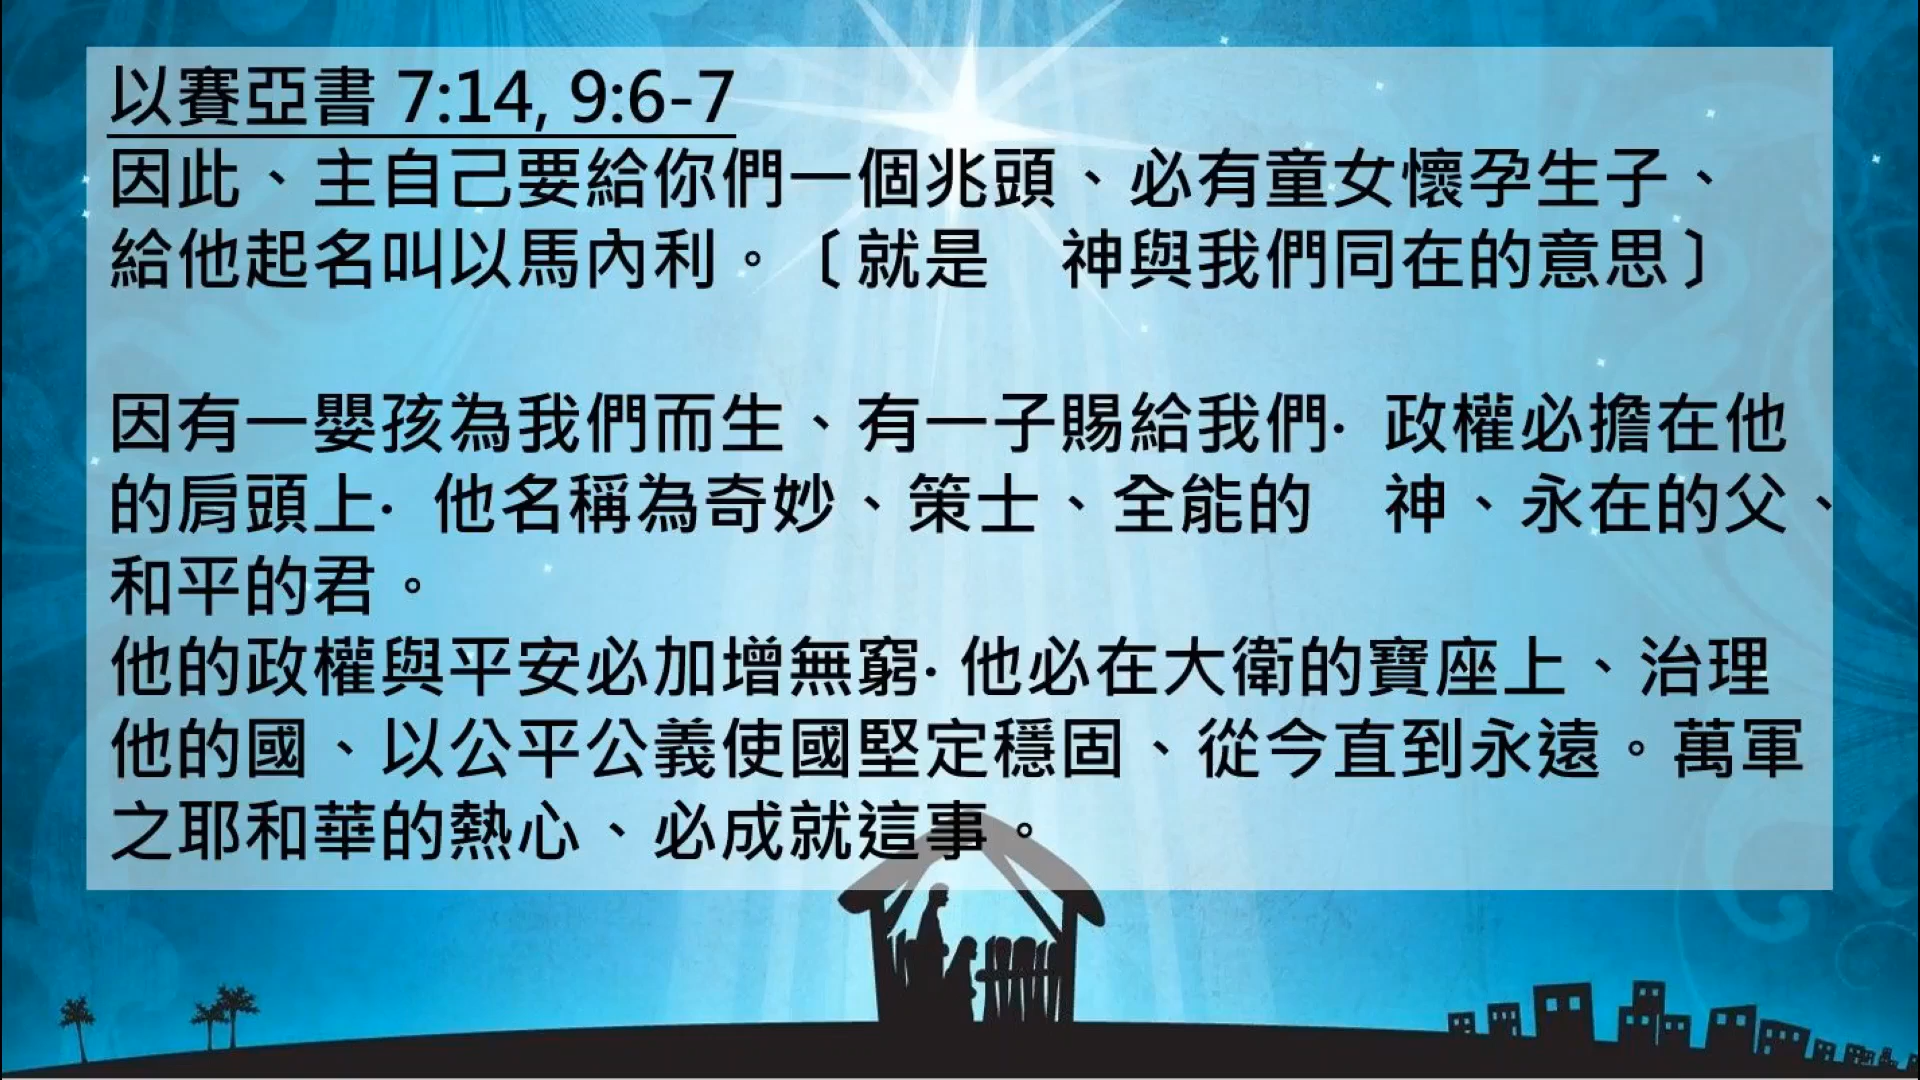 以賽亞書 7:14, 9:6-7
因此、主自己要給你們一個兆頭、必有童女懷孕生子、
給他起名叫以馬內利。〔就是　神與我們同在的意思〕
因有一嬰孩為我們而生、有一子賜給我們· 政權必擔在他
的肩頭上· 他名稱為奇妙、策士、全能的　神、永在的父、
和平的君。
他的政權與平安必加增無窮· 他必在大衛的寶座上、治理
他的國、以公平公義使國堅定穩固、從今直到永遠。萬軍
之耶和華的熱心、必成就這事。